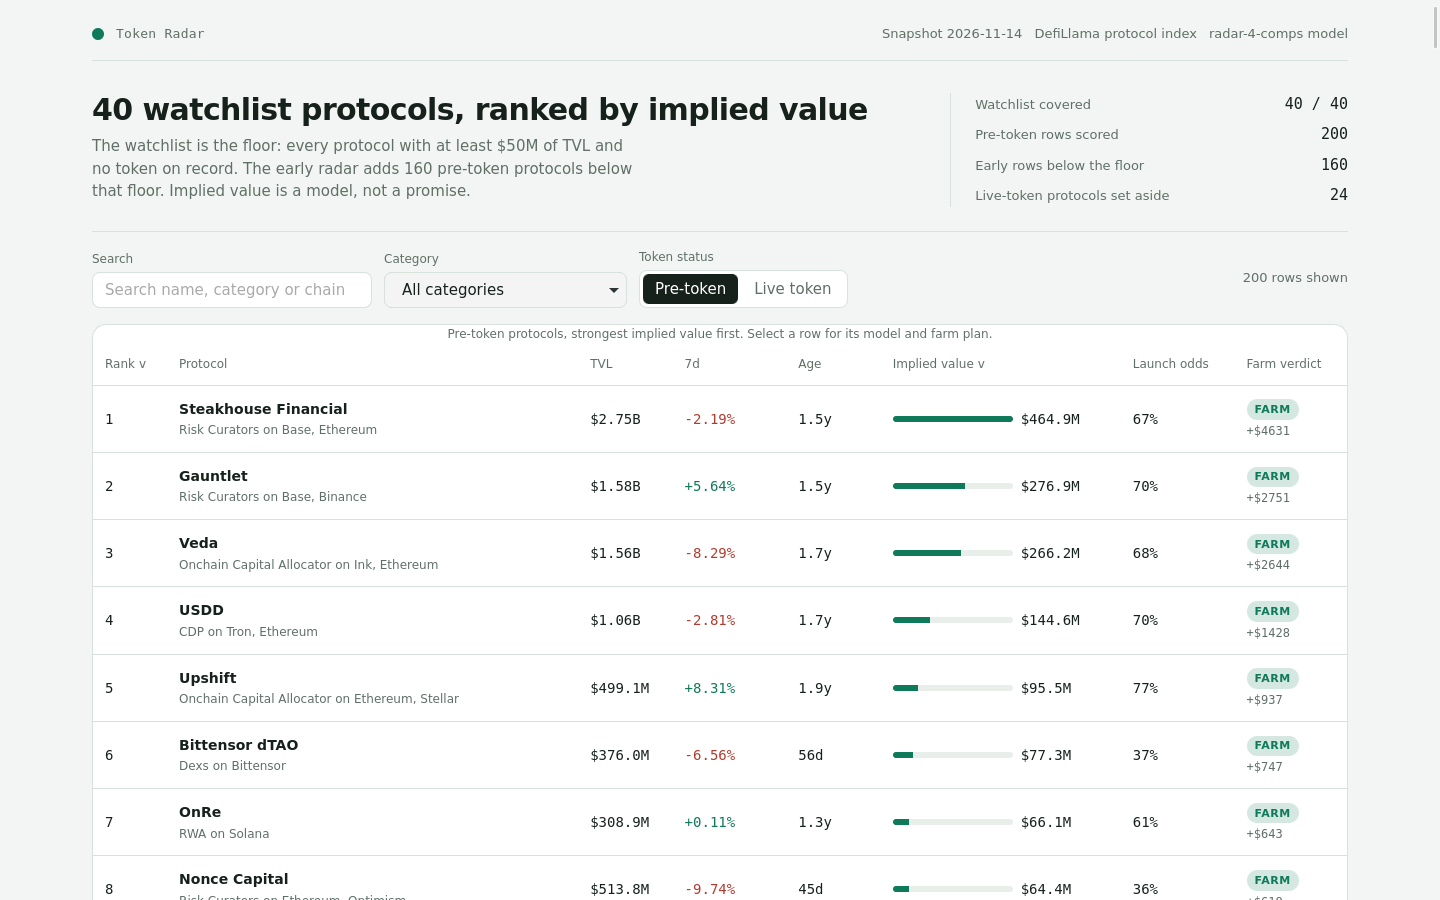 Token Radar
Snapshot 2026-11-14 DefiLlama protocol index radar-4-comps model
40 watchlist protocols, ranked by implied value
The watchlist is the floor: every protocol with at least $50M of TVL and
no token on record. The early radar adds 160 pre-token protocols below
that floor. Implied value is a model, not a promise.
Watchlist covered 40 / 40
Pre-token rows scored 200
Early rows below the floor 160
Live-token protocols set aside 24
Search Category Token status
Search name, category or chain All categories Pre-token Live token
200 rows shown
Pre-token protocols, strongest implied value first. Select a row for its model and farm plan.
Rank v Protocol TVL 7d Age Implied value v Launch odds Farm verdict
1 Steakhouse Financial $2.75B -2.19% 1.5y $464.9M 67% FARM
Risk Curators on Base, Ethereum +$4631
2 Gauntlet $1.58B +5.64% 1.5y $276.9M 70% FARM
Risk Curators on Base, Binance +$2751
3 Veda $1.56B -8.29% 1.7y $266.2M 68% FARM
Onchain Capital Allocator on Ink, Ethereum +$2644
4 USDD $1.06B -2.81% 1.7y $144.6M 70% FARM
CDP on Tron, Ethereum +$1428
5 Upshift $499.1M +8.31% 1.9y $95.5M 77% FARM
Onchain Capital Allocator on Ethereum, Stellar +$937
6 Bittensor dTAO $376.0M -6.56% 56d $77.3M 37% FARM
Dexs on Bittensor +$747
7 OnRe $308.9M +0.11% 1.3y $66.1M 61% FARM
RWA on Solana +$643
8 Nonce Capital $513.8M -9.74% 45d $64.4M 36% FARM
Risk Curators on Ethereum, Optimism